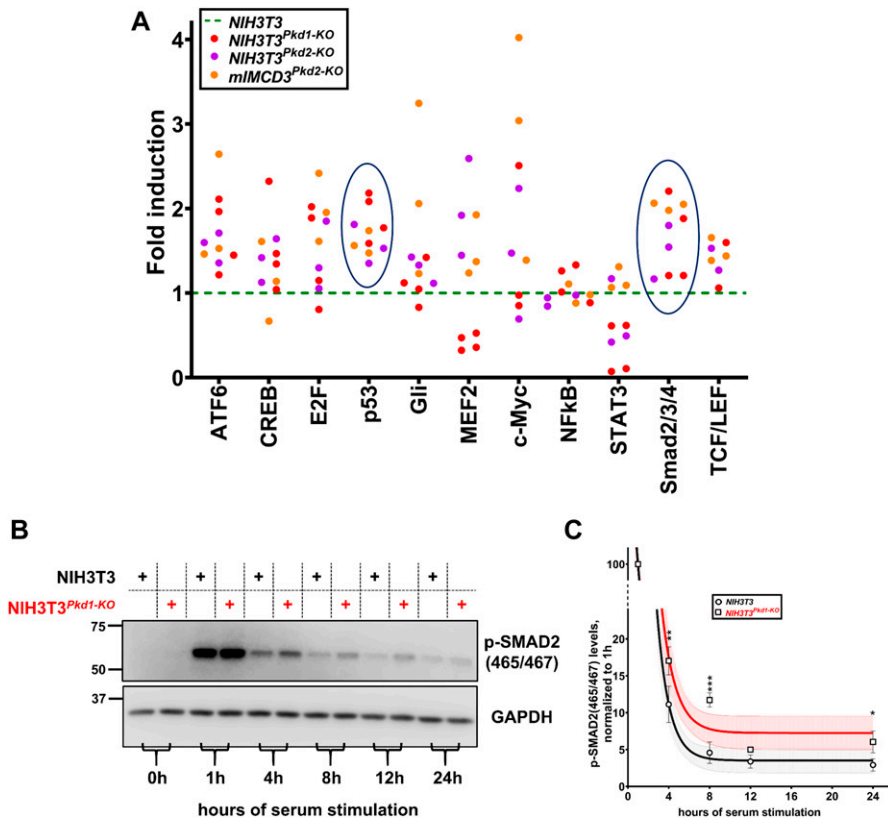 A
NIH3T3
NIH3T3Pkd1-KO
NIH3T3Pkd2-KO
mIMCD3Pkd2-KO
Fold induction
4
3
2
1
0
ATF6
CREB
E2F
p53
Gli
MEF2
c-Myc
NFkB
STAT3
Smad2/3/4
TCF/LEF
B
NIH3T3 + + + + + +
NIH3T3Pkd1-KO + + + + + +
75
50
p-SMAD2
(465/467)
37
GAPDH
0h 1h 4h 8h 12h 24h
hours of serum stimulation
C
p-SMAD2(465/467) levels,
normalized to 1h
100
20
15
10
5
0
NIH3T3
NIH3T3Pkd1-KO
**
***
*
0 4 8 12 16 20 24
hours of serum stimulation